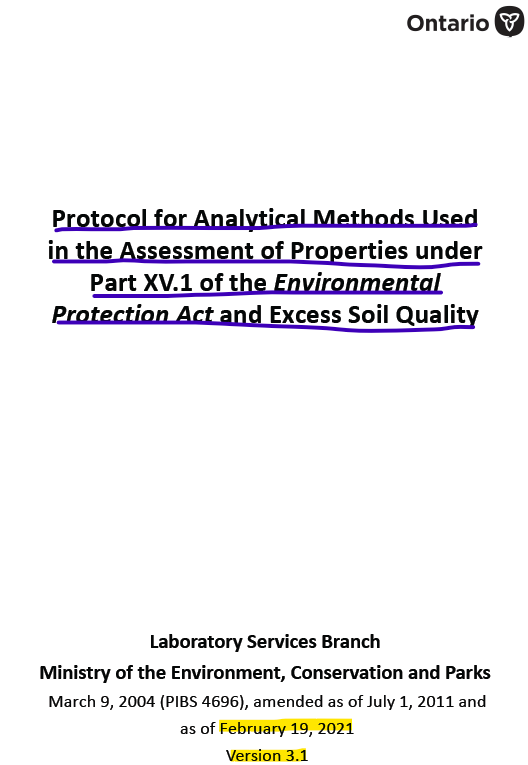 Ontario
Protocol for Analytical Methods Used
in the Assessment of Properties under
Part XV.1 of the Environmental
Protection Act and Excess Soil Quality
Laboratory Services Branch
Ministry of the Environment, Conservation and Parks
March 9, 2004 (PIBS 4696), amended as of July 1, 2011 and
as of February 19, 2021
Version 3.1